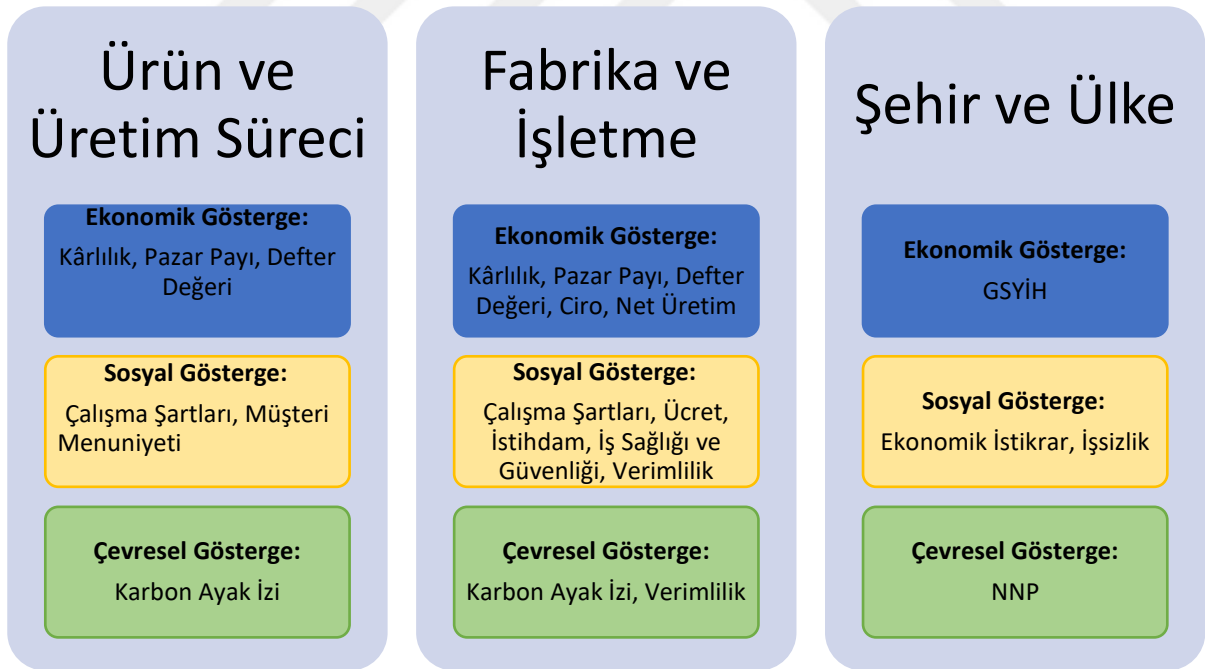 Ürün ve
Üretim Süreci
Ekonomik Gösterge:
Kârlılık, Pazar Payı, Defter
Değeri
Sosyal Gösterge:
Çalışma Şartları, Müşteri
Menuniyeti
Çevresel Gösterge:
Karbon Ayak İzi
Fabrika ve
İşletme
Ekonomik Gösterge:
Kârlılık, Pazar Payı, Defter
Değeri, Ciro, Net Üretim
Sosyal Gösterge:
Çalışma Şartları, Ücret,
İstihdam, İş Sağlığı ve
Güvenliği, Verimlilik
Çevresel Gösterge:
Karbon Ayak İzi, Verimlilik
Şehir ve Ülke
Ekonomik Gösterge:
GSYİH
Sosyal Gösterge:
Ekonomik İstikrar, İşsizlik
Çevresel Gösterge:
NNP